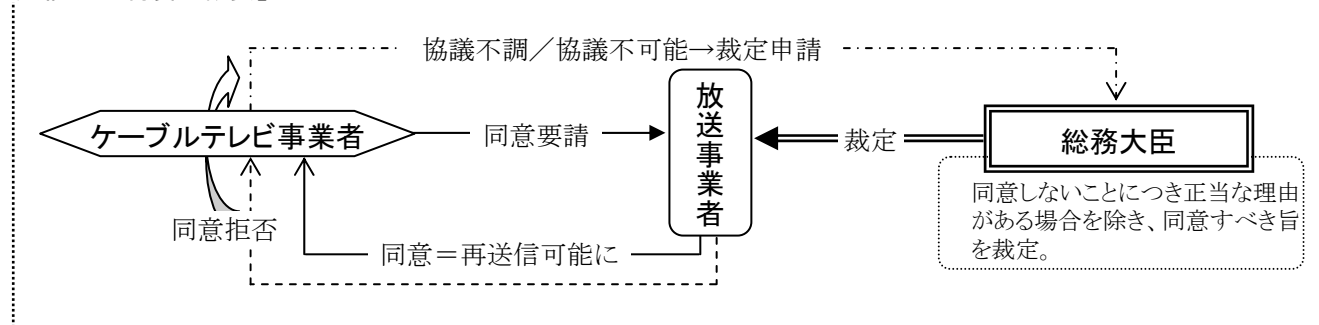 協議不調／協議不可能→裁定申請
放送事業者
ケーブルテレビ事業者
同意要請
裁定
総務大臣
同意しないことにつき正当な理由
がある場合を除き、同意すべき旨
を裁定。
同意拒否
同意＝再送信可能に